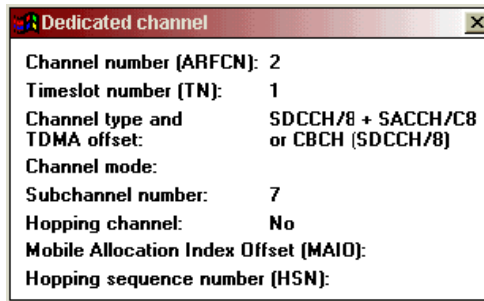 Dedicated channel
Channel number (ARFCN): 2
Timeslot number (TN): 1
Channel type and SDCCH/8 + SACCH/C8
TDMA offset: or CBCH (SDCCH/8)
Channel mode:
Subchannel number: 7
Hopping channel: No
Mobile Allocation Index Offset (MAIO):
Hopping sequence number (HSN):